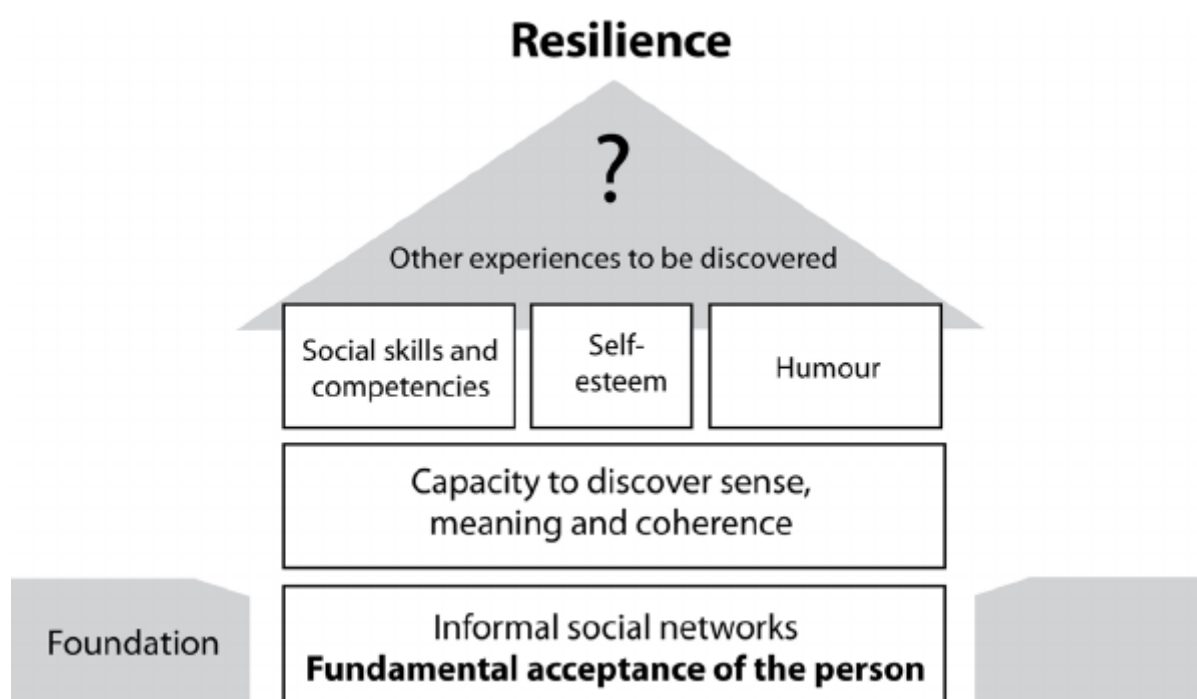 Resilience
?
Other experiences to be discovered
Social skills and
competencies
Self-
esteem
Humour
Capacity to discover sense,
meaning and coherence
Foundation
Informal social networks
Fundamental acceptance of the person